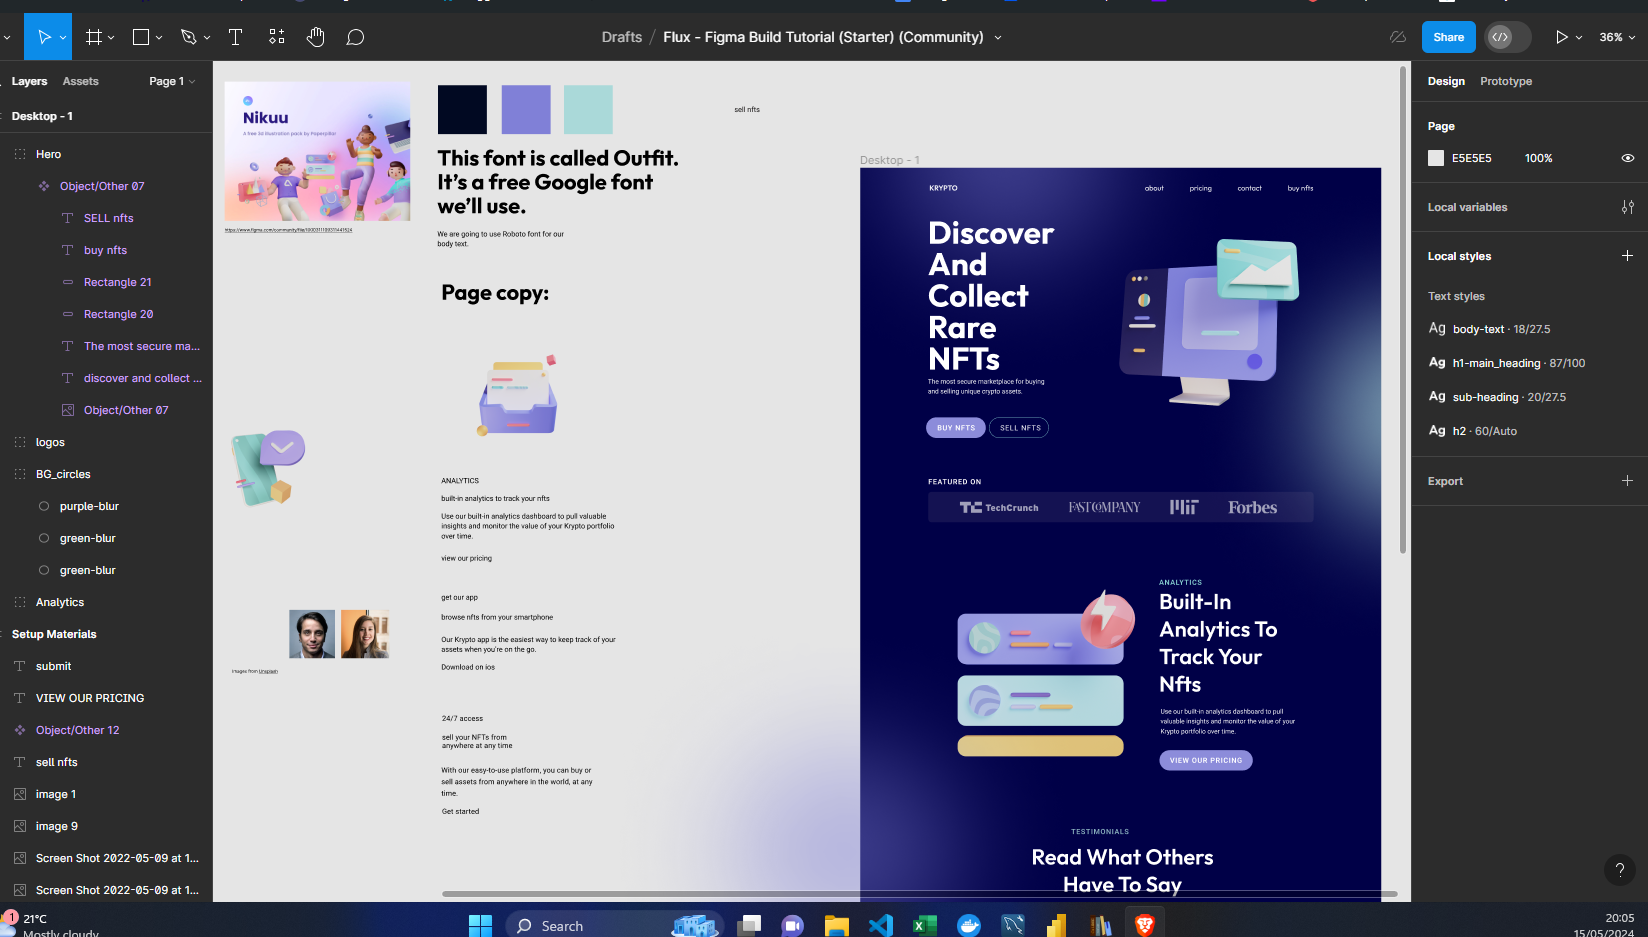 Drafts / Flux - Figma Build Tutorial (Starter) (Community)
Share
36%
Layers
Assets
Page 1
Desktop - 1
Hero
Object/Other 07
SELL nfts
buy nfts
Rectangle 21
Rectangle 20
The most secure ma...
discover and collect ...
Object/Other 07
logos
BG_circles
purple-blur
green-blur
green-blur
Analytics
Setup Materials
submit
VIEW OUR PRICING
Object/Other 12
sell nfts
image 1
image 9
Screen Shot 2022-05-09 at 1...
Screen Shot 2022-05-09 at 1...
Nikuu
A free 3d illustration pack by Paperpillar
images from Unsplash
This font is called Outfit.
It's a free Google font
we'll use.
We are going to use Roboto font for our
body text.
Page copy:
ANALYTICS
built-in analytics to track your nfts
Use our built-in analytics dashboard to pull valuable
insights and monitor the value of your Krypto portfolio
over time.
view our pricing
get our app
browse nfts from your smartphone
Our Krypto app is the easiest way to keep track of your
assets when you're on the go.
Download on ios
24/7 access
sell your NFTs from
anywhere at any time
With our easy-to-use platform, you can buy or
sell assets from anywhere in the world, at any
time.
Get started
sell nfts
Desktop - 1
KRYPTO
about
pricing
contact
buy nfts
Discover
And
Collect
Rare
NFTs
The most secure marketplace for buying
and selling unique crypto assets.
BUY NFTS
SELL NFTS
FEATURED ON
TC TechCrunch
FAST COMPANY
MIT
Forbes
ANALYTICS
Built-In
Analytics To
Track Your
Nfts
Use our built-in analytics dashboard to pull
valuable insights and monitor the value of your
Krypto portfolio over time.
VIEW OUR PRICING
TESTIMONIALS
Read What Others
Have To Say
Design
Prototype
Page
E5E5E5
100%
Local variables
Local styles
Text styles
Ag body-text · 18/27.5
Ag h1-main_heading · 87/100
Ag sub-heading · 20/27.5
Ag h2 · 60/Auto
Export
?
1
21°C
Mostly cloudy
Search
20:05
15/05/2024